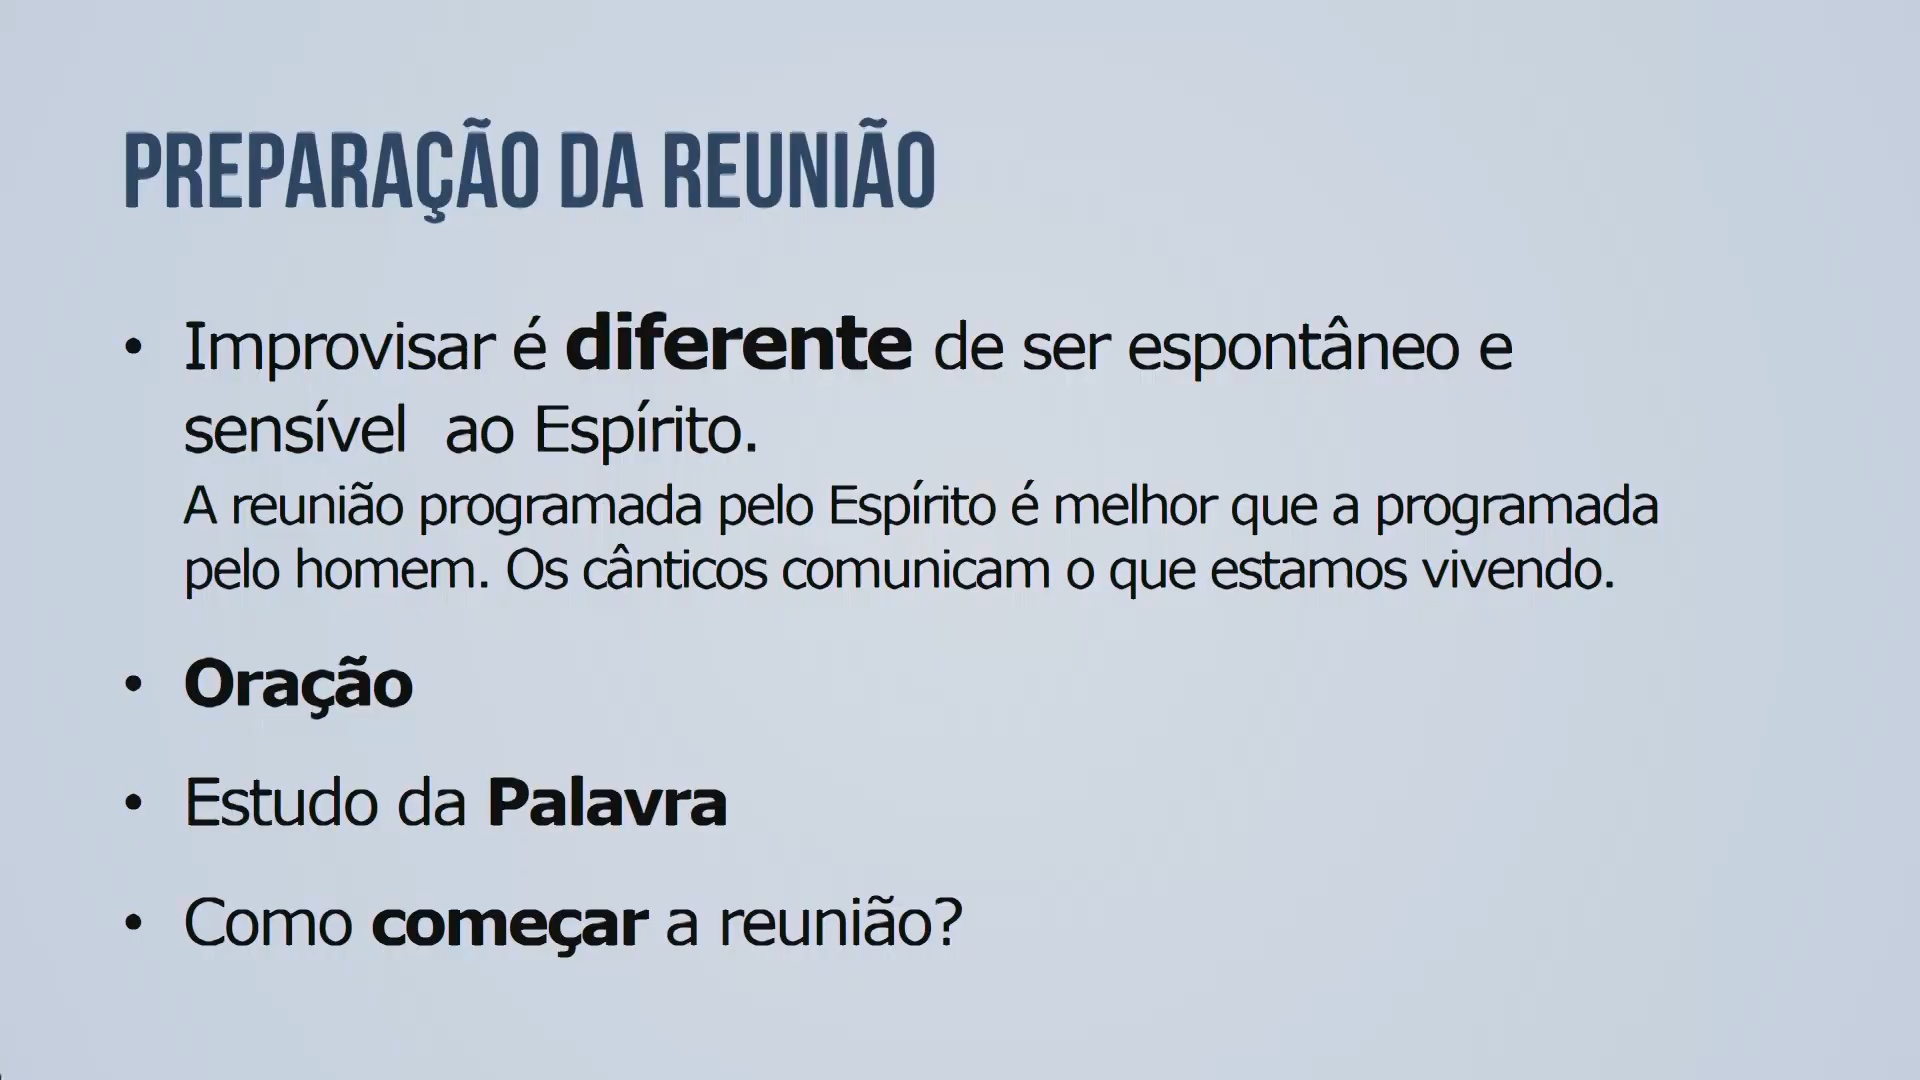 PREPARAÇÃO DA REUNIÃO
• Improvisar é diferente de ser espontâneo e
sensível ao Espírito.
A reunião programada pelo Espírito é melhor que a programada
pelo homem. Os cânticos comunicam o que estamos vivendo.
• Oração
• Estudo da Palavra
• Como começar a reunião?